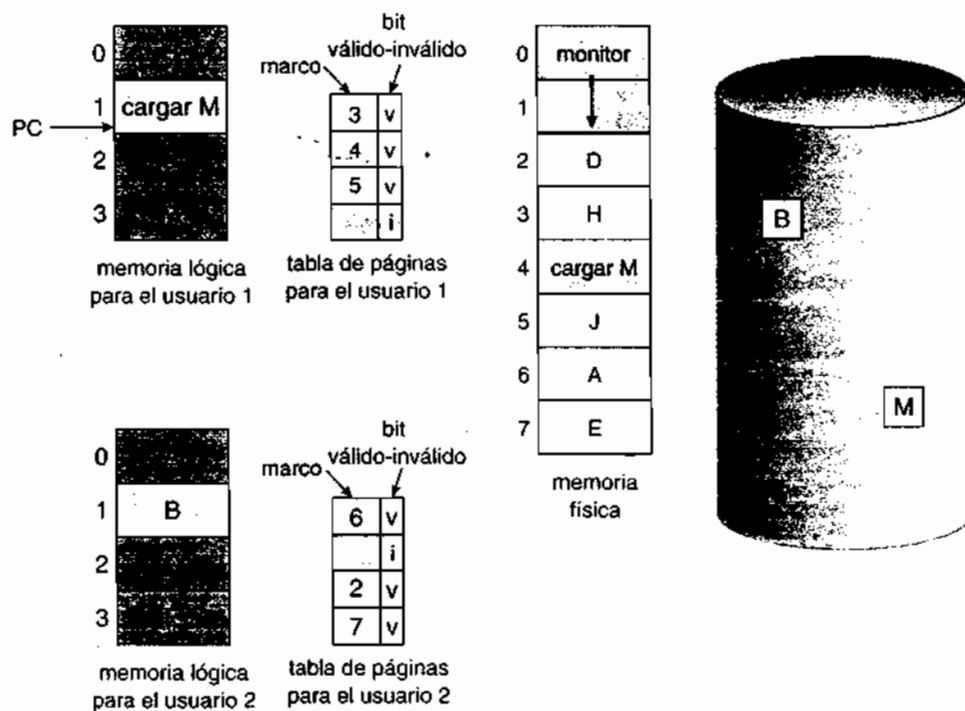 bit
válido-inválido
marco
0
1
2
3
cargar M
PC
3 v
4 v
5 v
i
memoria lógica
para el usuario 1
tabla de páginas
para el usuario 1
0 monitor
1
2 D
3 H
4 cargar M
5 J
6 A
7 E
memoria
física
B
M
bit
válido-inválido
marco
0
1 B
2
3
6 v
i
2 v
7 v
memoria lógica
para el usuario 2
tabla de páginas
para el usuario 2